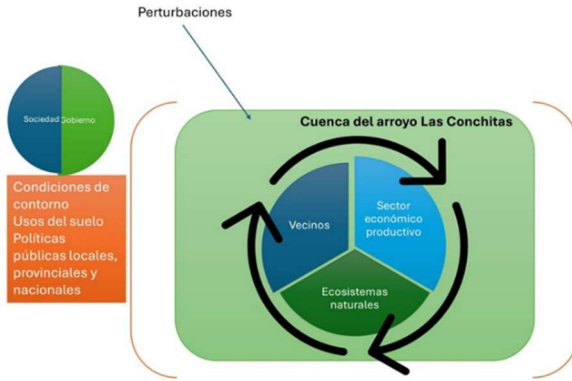 Perturbaciones
Sociedad
Gobierno
Condiciones de
contorno
Usos del suelo
Políticas
públicas locales,
provinciales y
nacionales
Cuenca del arroyo Las Conchitas
Vecinos
Sector
económico
productivo
Ecosistemas
naturales